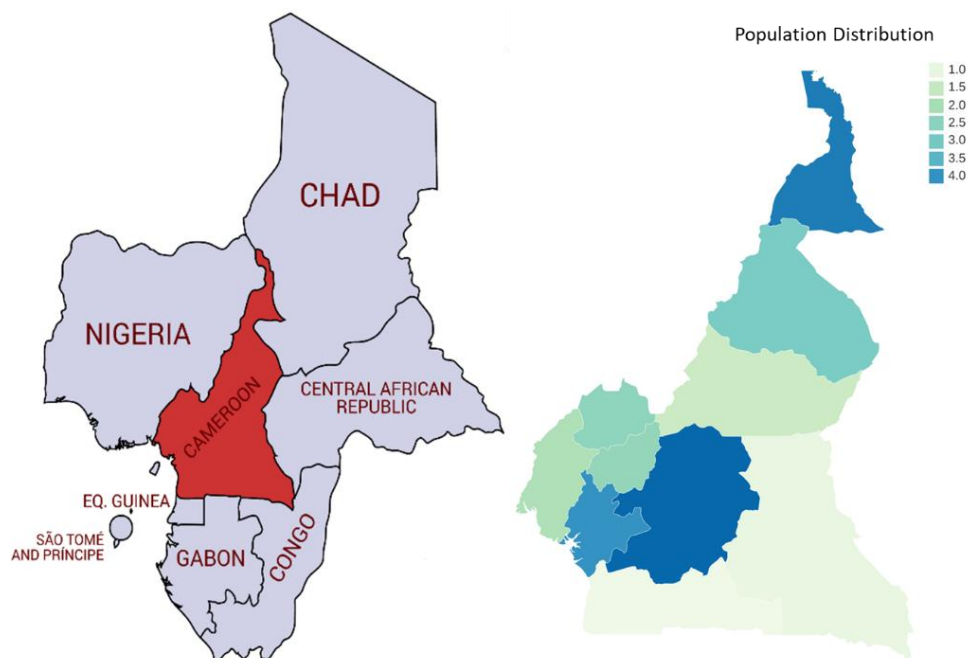 CHAD
NIGERIA
CAMEROON
CENTRAL AFRICAN
REPUBLIC
EQ. GUINEA
SÃO TOMÉ
AND PRÍNCIPE
GABON
CONGO
Population Distribution
1.0
1.5
2.0
2.5
3.0
3.5
4.0